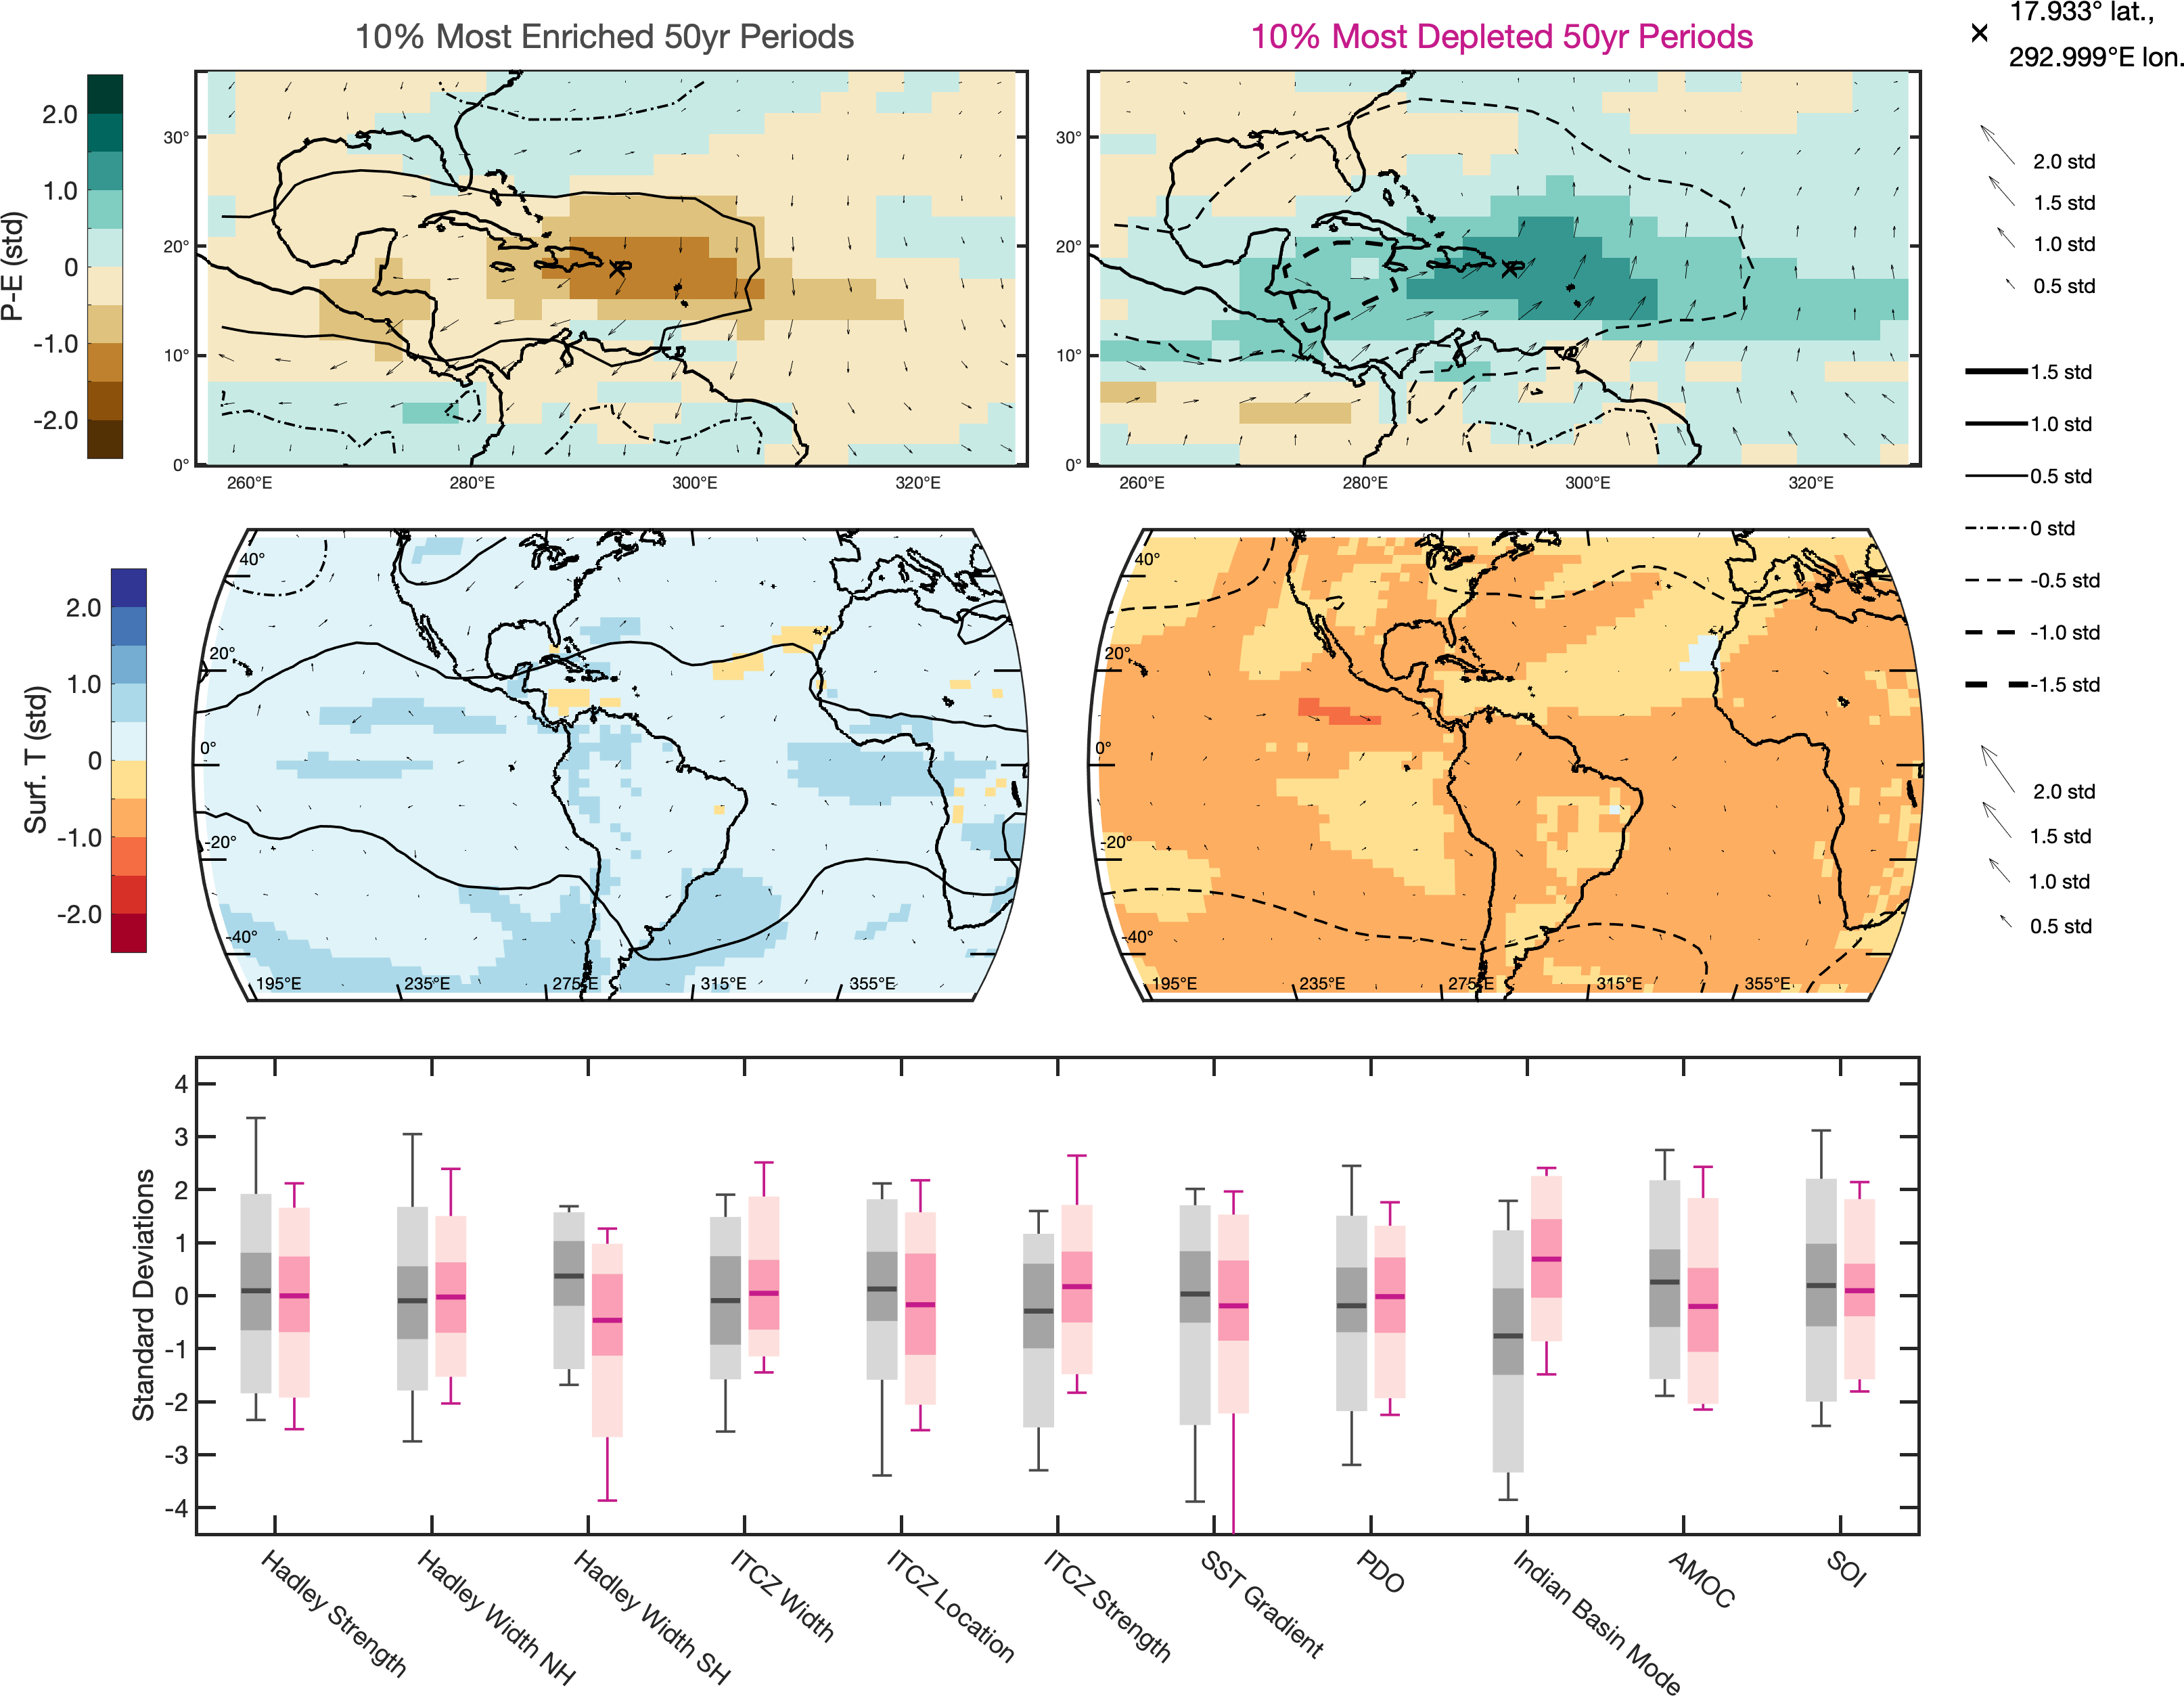 10% Most Enriched 50yr Periods
10% Most Depleted 50yr Periods
17.933° lat.,
292.999°E lon.
P-E (std)
2.0
1.0
0
-1.0
-2.0
30°
20°
10°
0°
260°E
280°E
300°E
320°E
30°
20°
10°
0°
260°E
280°E
300°E
320°E
2.0 std
1.5 std
1.0 std
0.5 std
1.5 std
1.0 std
0.5 std
0 std
-0.5 std
-1.0 std
-1.5 std
Surf. T (std)
2.0
1.0
0
-1.0
-2.0
40°
20°
0°
-20°
-40°
195°E
235°E
275°E
315°E
355°E
40°
20°
0°
-20°
-40°
195°E
235°E
275°E
315°E
355°E
2.0 std
1.5 std
1.0 std
0.5 std
Standard Deviations
4
3
2
1
0
-1
-2
-3
-4
Hadley Strength
Hadley Width NH
Hadley Width SH
ITCZ Width
ITCZ Location
ITCZ Strength
SST Gradient
PDO
Indian Basin Mode
AMOC
SOI